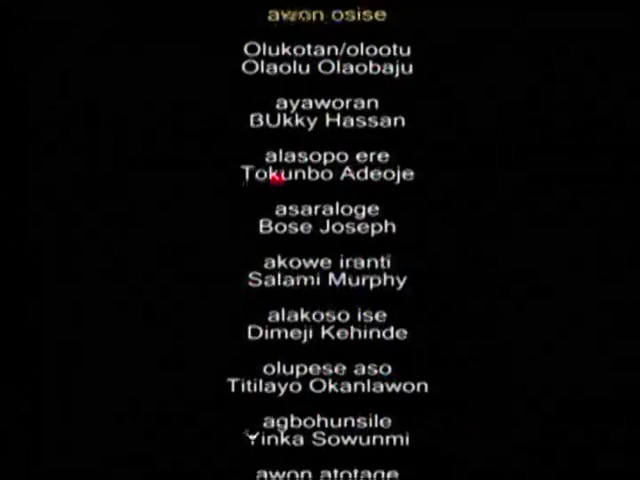 awon osise
Olukotan/olootu
Olaolu Olaobaju
ayaworan
BUkky Hassan
alasopo ere
Tokunbo Adeoje
asaraloge
Bose Joseph
akowe iranti
Salami Murphy
alakoso ise
Dimeji Kehinde
olupese aso
Titilayo Okanlawon
agbohunsile
Yinka Sowunmi
awon atotage